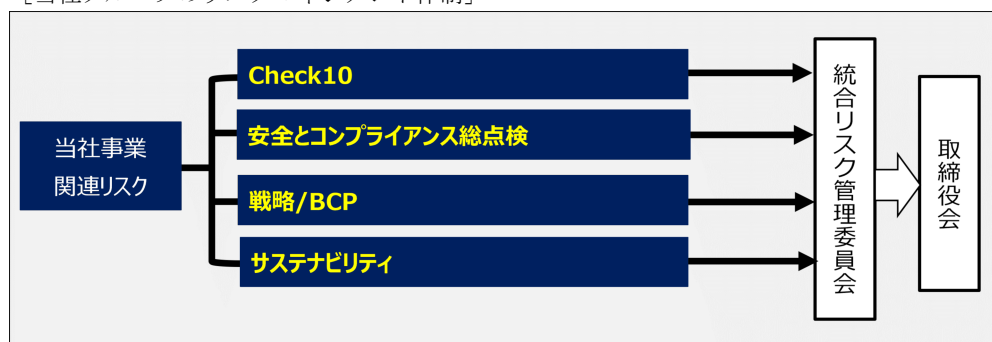 当社事業
関連リスク
Check10
安全とコンプライアンス総点検
戦略/BCP
サステナビリティ
統合リスク管理委員会
取締役会